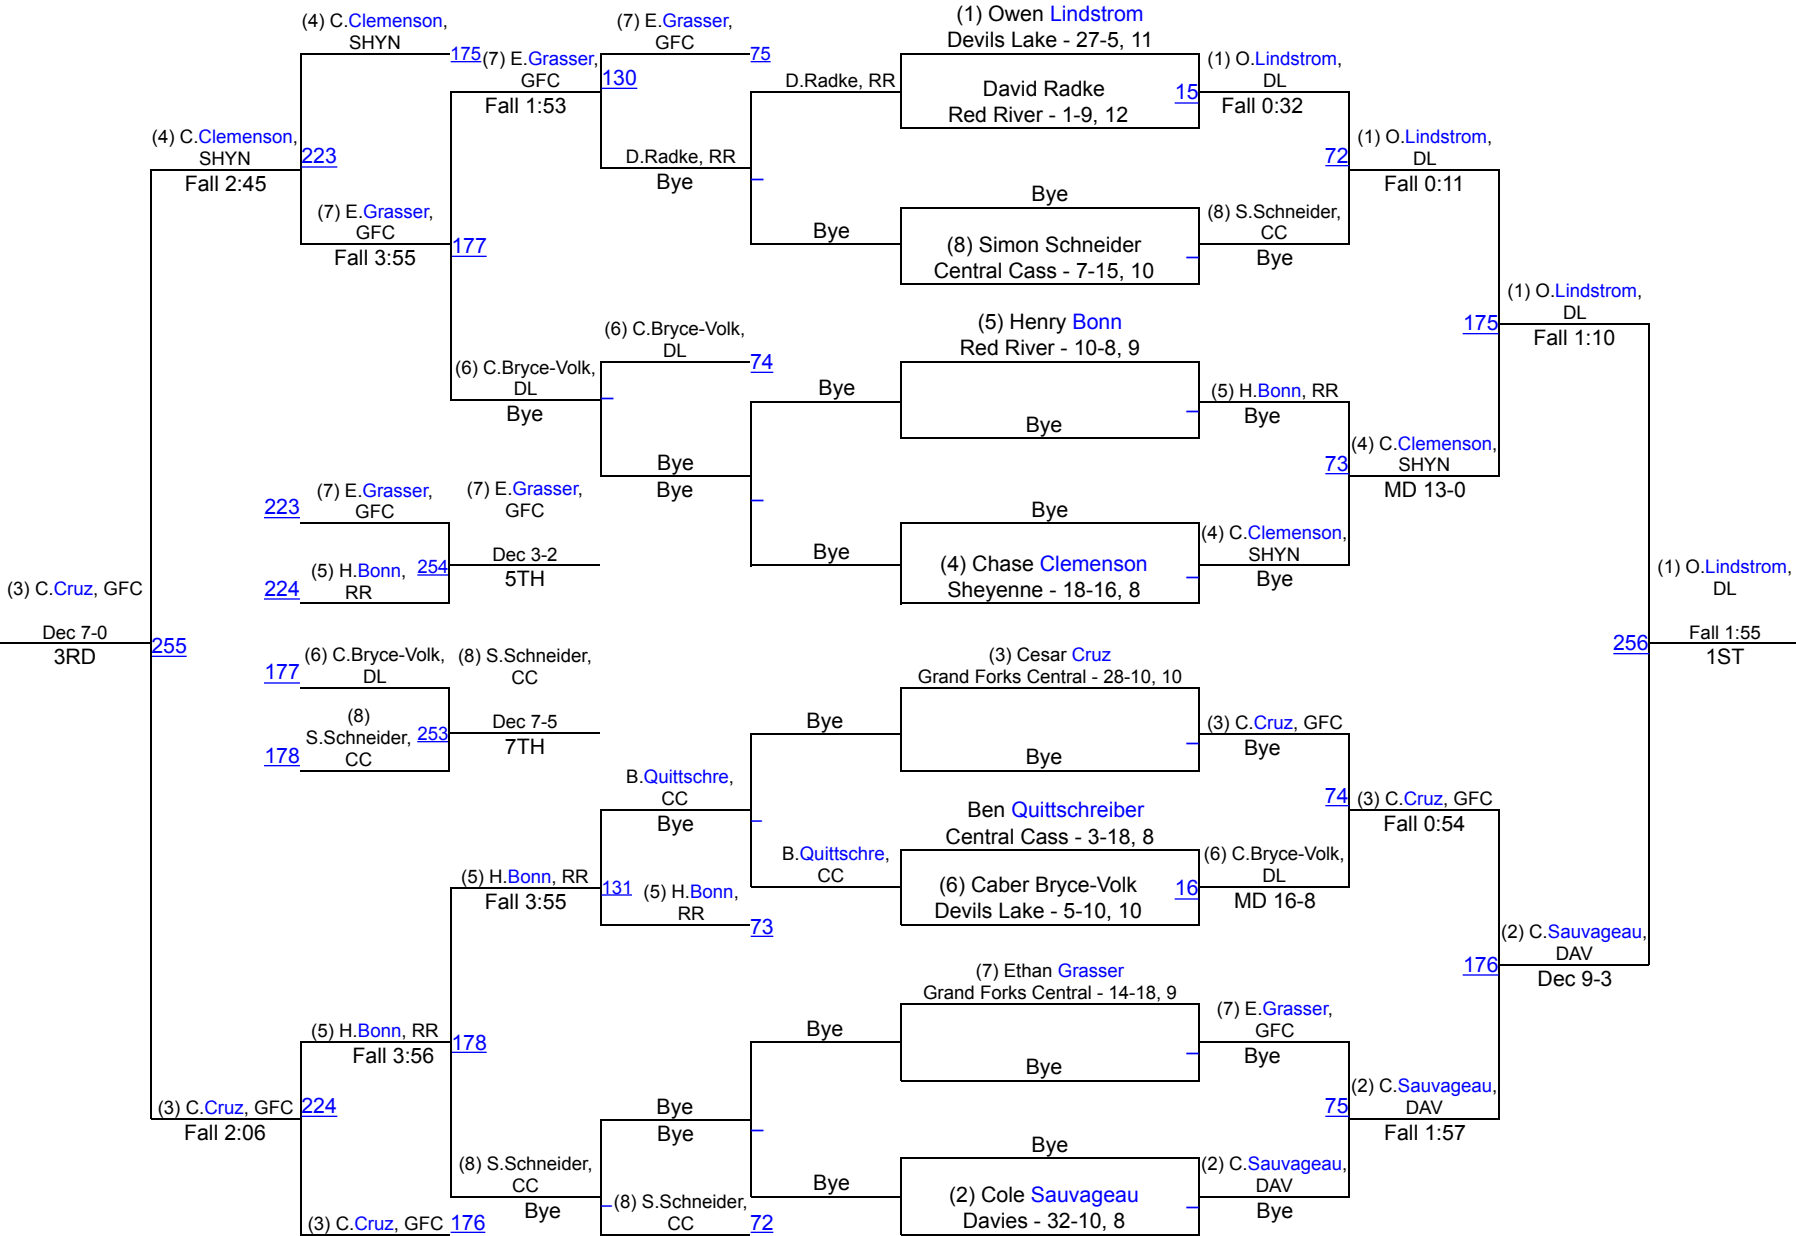 (4) C.Clemenson,
SHYN
175
(7) E.Grasser,
GFC
Fall 1:53
(7) E.Grasser,
GFC
75
130
D.Radke, RR
D.Radke, RR
Bye
Bye
(4) C.Clemenson,
SHYN
Fall 2:45
223
(7) E.Grasser,
GFC
Fall 3:55
177
(6) C.Bryce-Volk,
DL
74
(6) C.Bryce-Volk,
DL
Bye
Bye
Bye
Bye
Bye
(1) Owen Lindstrom
Devils Lake - 27-5, 11
David Radke
Red River - 1-9, 12
15
Bye
(8) Simon Schneider
Central Cass - 7-15, 10
(5) Henry Bonn
Red River - 10-8, 9
Bye
Bye
(4) Chase Clemenson
Sheyenne - 18-16, 8
(1) O.Lindstrom,
DL
Fall 0:32
72
(8) S.Schneider,
CC
Bye
(1) O.Lindstrom,
DL
Fall 0:11
(5) H.Bonn, RR
Bye
73
(4) C.Clemenson,
SHYN
Bye
(4) C.Clemenson,
SHYN
MD 13-0
175
(1) O.Lindstrom,
DL
Fall 1:10
223
(7) E.Grasser,
GFC
(7) E.Grasser,
GFC
224
(5) H.Bonn,
RR
254
Dec 3-2
5TH
(3) C.Cruz, GFC
Dec 7-0
3RD
255
177
(6) C.Bryce-Volk,
DL
(8) S.Schneider,
CC
178
(8)
S.Schneider,
CC
253
Dec 7-5
7TH
(1) O.Lindstrom,
DL
256
Fall 1:55
1ST
(3) Cesar Cruz
Grand Forks Central - 28-10, 10
Bye
Ben Quittschreiber
Central Cass - 3-18, 8
(6) Caber Bryce-Volk
Devils Lake - 5-10, 10
16
(7) Ethan Grasser
Grand Forks Central - 14-18, 9
Bye
Bye
(2) Cole Sauvageau
Davies - 32-10, 8
(3) C.Cruz, GFC
Bye
74
(6) C.Bryce-Volk,
DL
MD 16-8
(3) C.Cruz, GFC
Fall 0:54
(7) E.Grasser,
GFC
Bye
75
(2) C.Sauvageau,
DAV
Bye
(2) C.Sauvageau,
DAV
Fall 1:57
176
(2) C.Sauvageau,
DAV
Dec 9-3
Bye
B.Quittschre,
CC
Bye
B.Quittschre,
CC
(5) H.Bonn, RR
Fall 3:55
131
(5) H.Bonn,
RR
73
Bye
(5) H.Bonn, RR
Fall 3:56
178
Bye
Bye
Bye
(8) S.Schneider,
CC
Bye
(8) S.Schneider,
CC
72
(3) C.Cruz, GFC
Fall 2:06
224
(3) C.Cruz, GFC
176